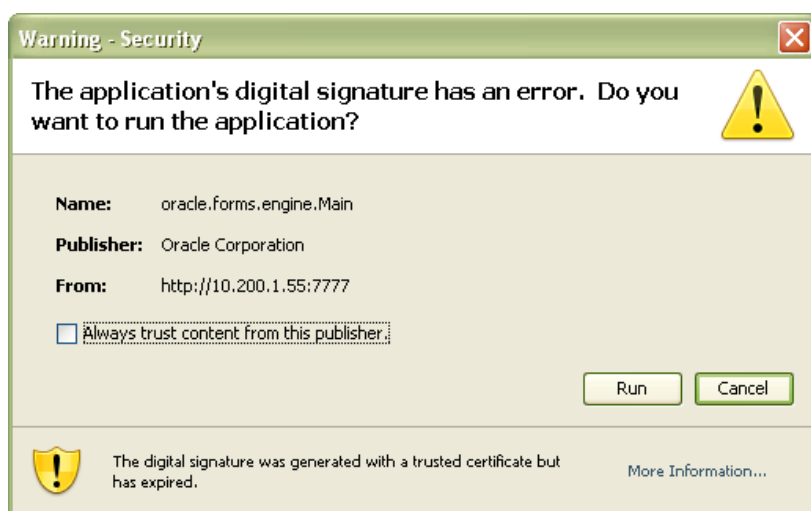 Warning - Security
The application's digital signature has an error. Do you
want to run the application?
Name: oracle.forms.engine.Main
Publisher: Oracle Corporation
From: http://10.200.1.55:7777
Always trust content from this publisher.
Run Cancel
The digital signature was generated with a trusted certificate but
has expired.
More Information...